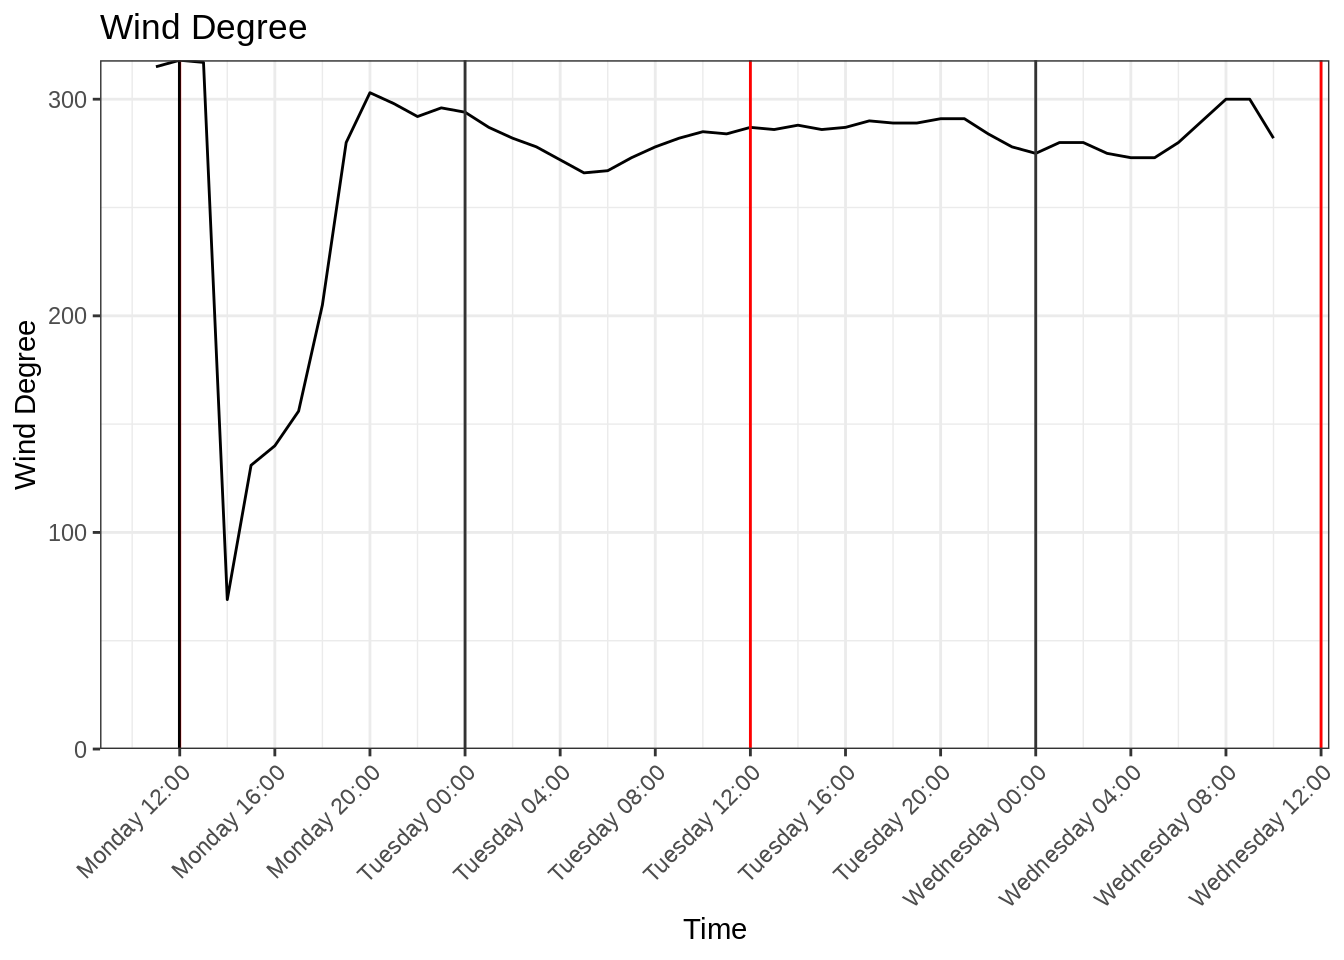 Wind Degree
Wind Degree
300
200
100
0
Monday 12:00
Monday 16:00
Monday 20:00
Tuesday 00:00
Tuesday 04:00
Tuesday 08:00
Tuesday 12:00
Tuesday 16:00
Tuesday 20:00
Wednesday 00:00
Wednesday 04:00
Wednesday 08:00
Wednesday 12:00
Time